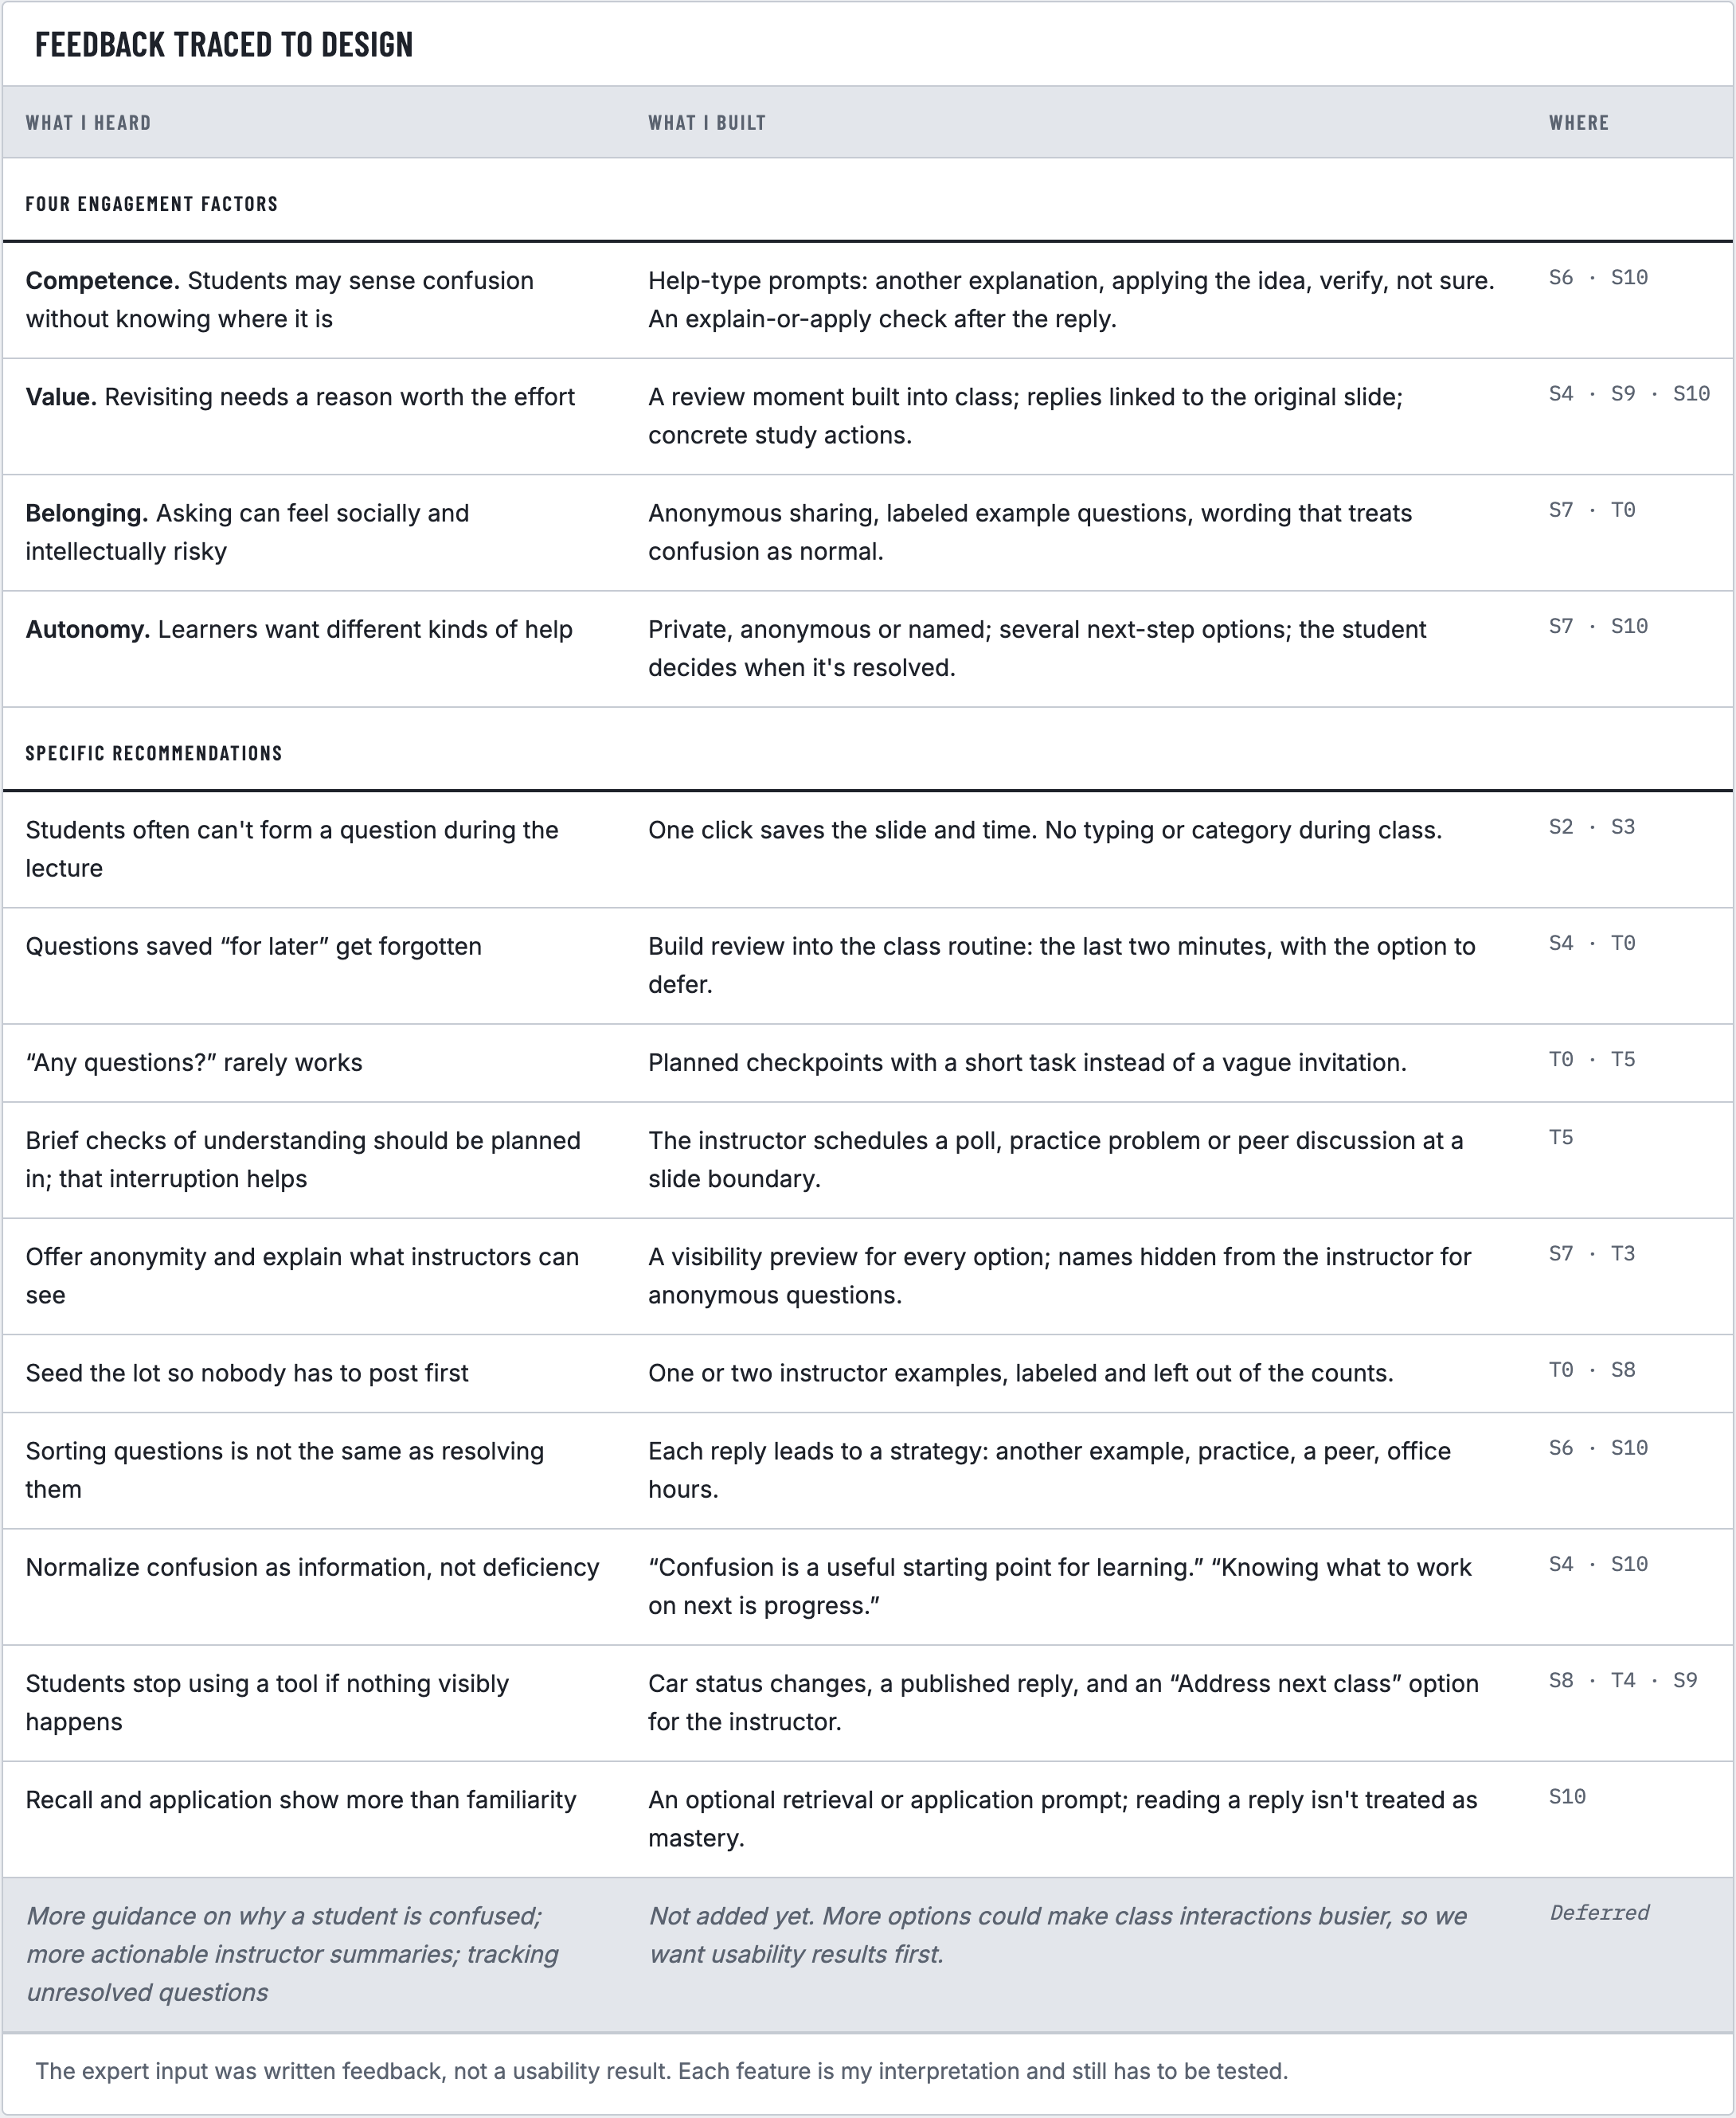 FEEDBACK TRACED TO DESIGN
WHAT I HEARD
WHAT I BUILT
WHERE
FOUR ENGAGEMENT FACTORS
Competence. Students may sense confusion
without knowing where it is
Help-type prompts: another explanation, applying the idea, verify, not sure.
An explain-or-apply check after the reply.
S6 · S10
Value. Revisiting needs a reason worth the effort
A review moment built into class; replies linked to the original slide;
concrete study actions.
S4 · S9 · S10
Belonging. Asking can feel socially and
intellectually risky
Anonymous sharing, labeled example questions, wording that treats
confusion as normal.
S7 · T0
Autonomy. Learners want different kinds of help
Private, anonymous or named; several next-step options; the student
decides when it's resolved.
S7 · S10
SPECIFIC RECOMMENDATIONS
Students often can't form a question during the
lecture
One click saves the slide and time. No typing or category during class.
S2 · S3
Questions saved “for later” get forgotten
Build review into the class routine: the last two minutes, with the option to
defer.
S4 · T0
“Any questions?” rarely works
Planned checkpoints with a short task instead of a vague invitation.
T0 · T5
Brief checks of understanding should be planned
in; that interruption helps
The instructor schedules a poll, practice problem or peer discussion at a
slide boundary.
T5
Offer anonymity and explain what instructors can
see
A visibility preview for every option; names hidden from the instructor for
anonymous questions.
S7 · T3
Seed the lot so nobody has to post first
One or two instructor examples, labeled and left out of the counts.
T0 · S8
Sorting questions is not the same as resolving
them
Each reply leads to a strategy: another example, practice, a peer, office
hours.
S6 · S10
Normalize confusion as information, not deficiency
“Confusion is a useful starting point for learning.” “Knowing what to work
on next is progress.”
S4 · S10
Students stop using a tool if nothing visibly
happens
Car status changes, a published reply, and an “Address next class” option
for the instructor.
S8 · T4 · S9
Recall and application show more than familiarity
An optional retrieval or application prompt; reading a reply isn't treated as
mastery.
S10
More guidance on why a student is confused;
more actionable instructor summaries; tracking
unresolved questions
Not added yet. More options could make class interactions busier, so we
want usability results first.
Deferred
The expert input was written feedback, not a usability result. Each feature is my interpretation and still has to be tested.